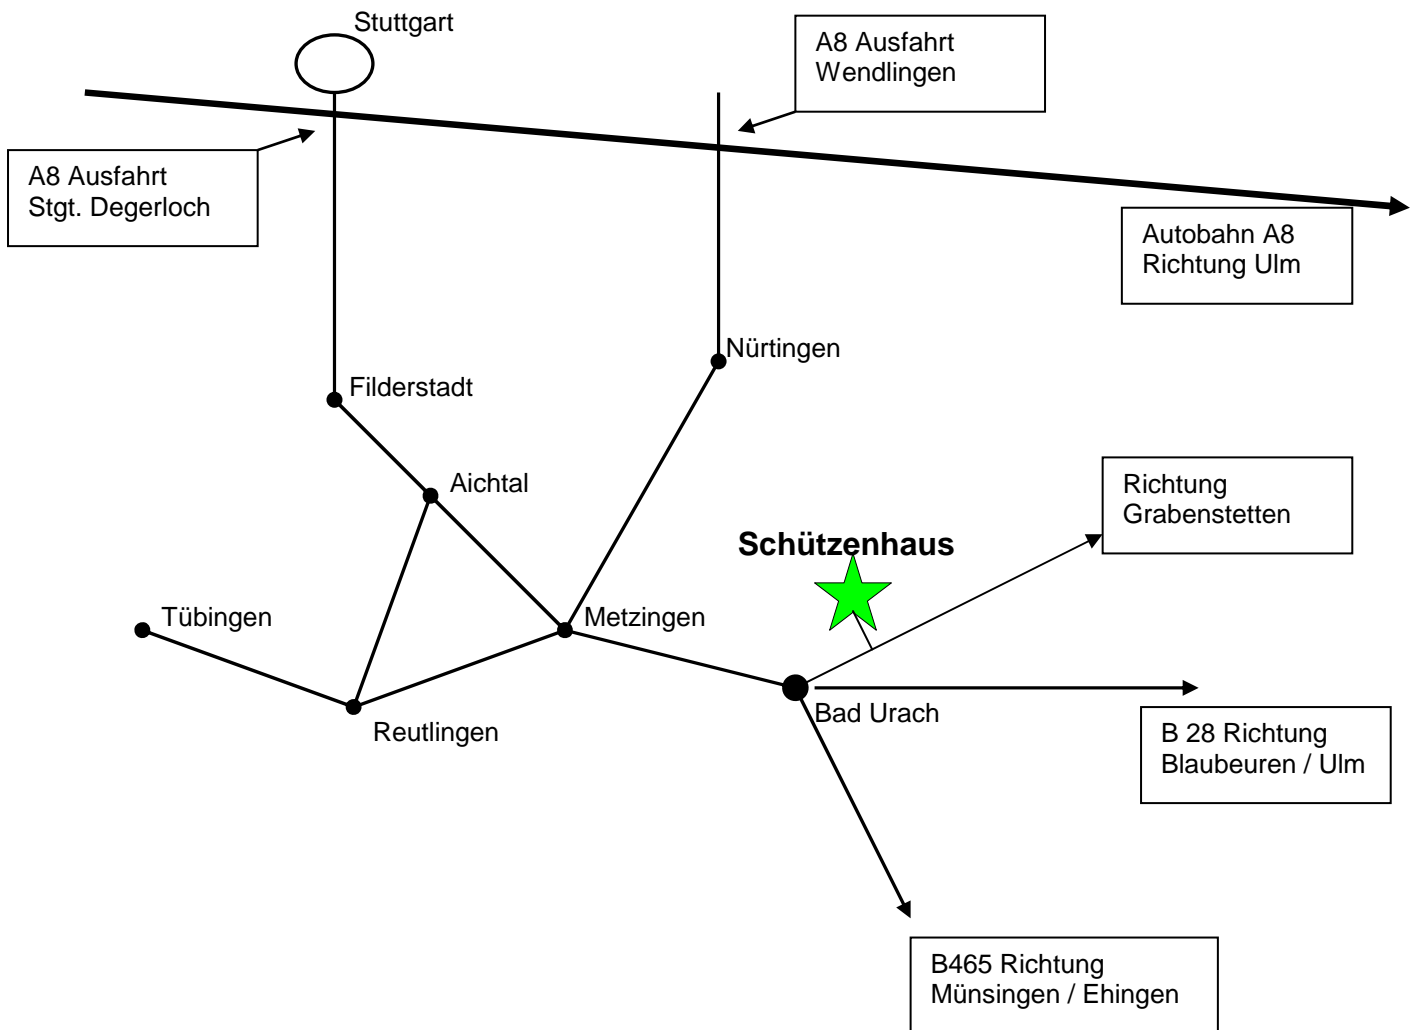 Stuttgart
A8 Ausfahrt
Wendlingen
A8 Ausfahrt
Stgt. Degerloch
Autobahn A8
Richtung Ulm
Nürtingen
Filderstadt
Aichtal
Richtung
Grabenstetten
Schützenhaus
Tübingen
Metzingen
Bad Urach
Reutlingen
B 28 Richtung
Blaubeuren / Ulm
B465 Richtung
Münsingen / Ehingen